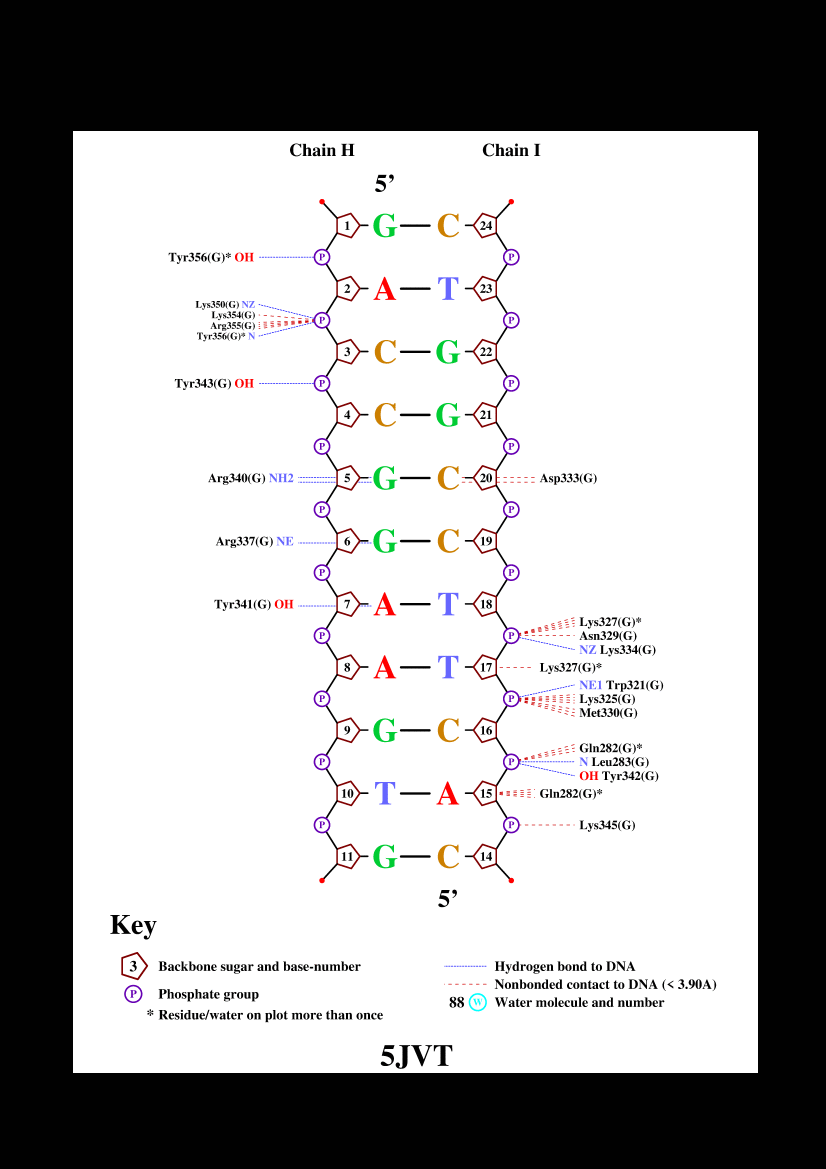 Chain H Chain I
5’
1 G C 24
P P
Tyr356(G)* OH
2 A T 23
Lys350(G) NZ
Lys354(G)
P P
Arg355(G)
Tyr356(G)* N
3 C G 22
Tyr343(G) OH P P
4 C G 21
P P
Arg340(G) NH2 5 G C 20 Asp333(G)
P P
Arg337(G) NE 6 G C 19
P P
Tyr341(G) OH 7 A T 18
Lys327(G)*
P P Asn329(G)
NZ Lys334(G)
8 A T 17 Lys327(G)*
NE1 Trp321(G)
P P Lys325(G)
Met330(G)
9 G C 16
Gln282(G)*
P P N Leu283(G)
OH Tyr342(G)
10 T A 15 Gln282(G)*
P P Lys345(G)
11 G C 14
5’
Key
3 Backbone sugar and base-number
P Phosphate group
* Residue/water on plot more than once
Hydrogen bond to DNA
Nonbonded contact to DNA (< 3.90A)
88 W Water molecule and number
5JVT